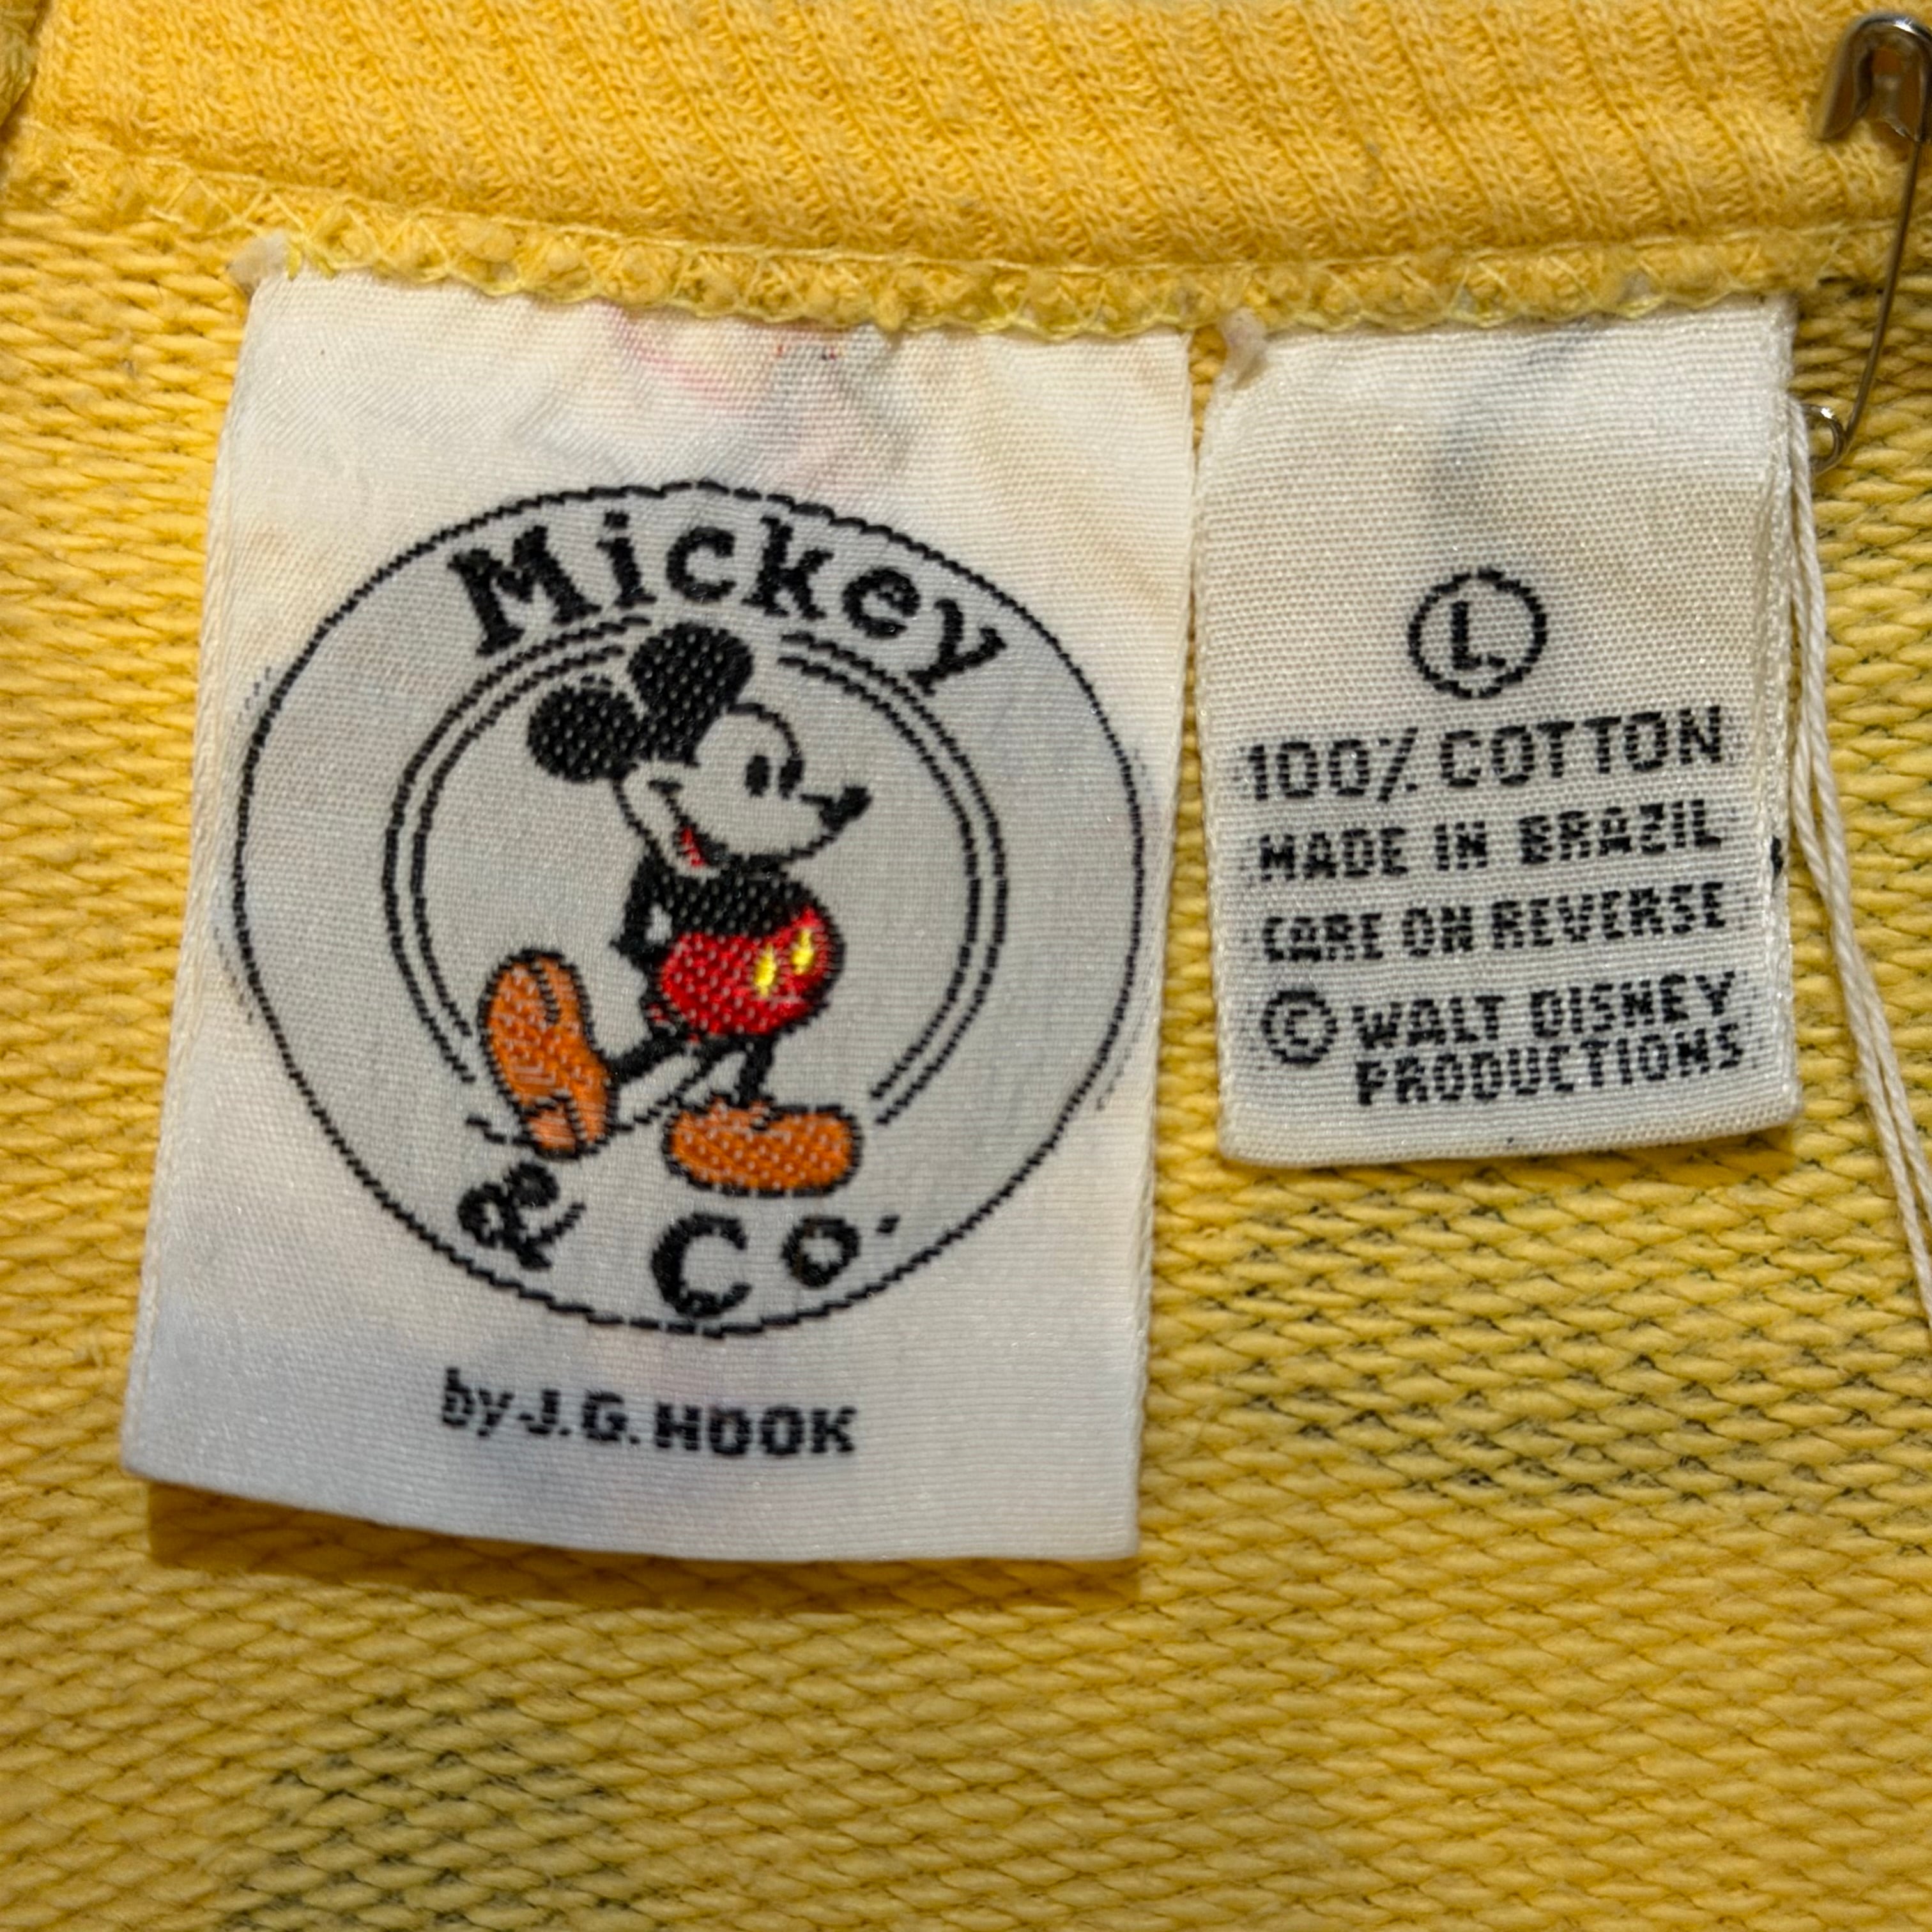 Mickey
& Co.
by J.G. HOOK
L
100% COTTON
MADE IN BRAZIL
CARE ON REVERSE
© WALT DISNEY
PRODUCTIONS